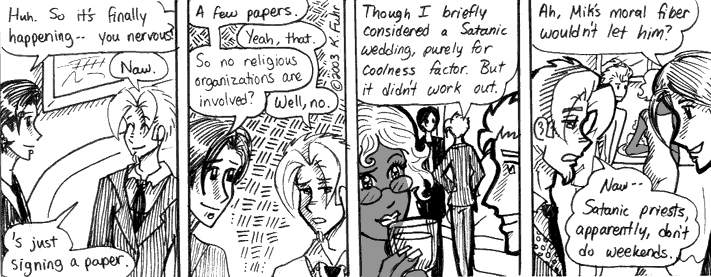 Huh. So it's finally
happening-- you nervous?
Naw.
's just
signing a paper.
A few papers.
Yeah, that.
So no religious
organizations are
involved?
Well, no.
©2003 K. Fahr
Though I briefly
considered a Satanic
wedding, purely for
coolness factor. But
it didn't work out.
Ah, Mik's moral fiber
wouldn't let him?
Naw--
Satanic priests,
apparently, don't
do weekends.